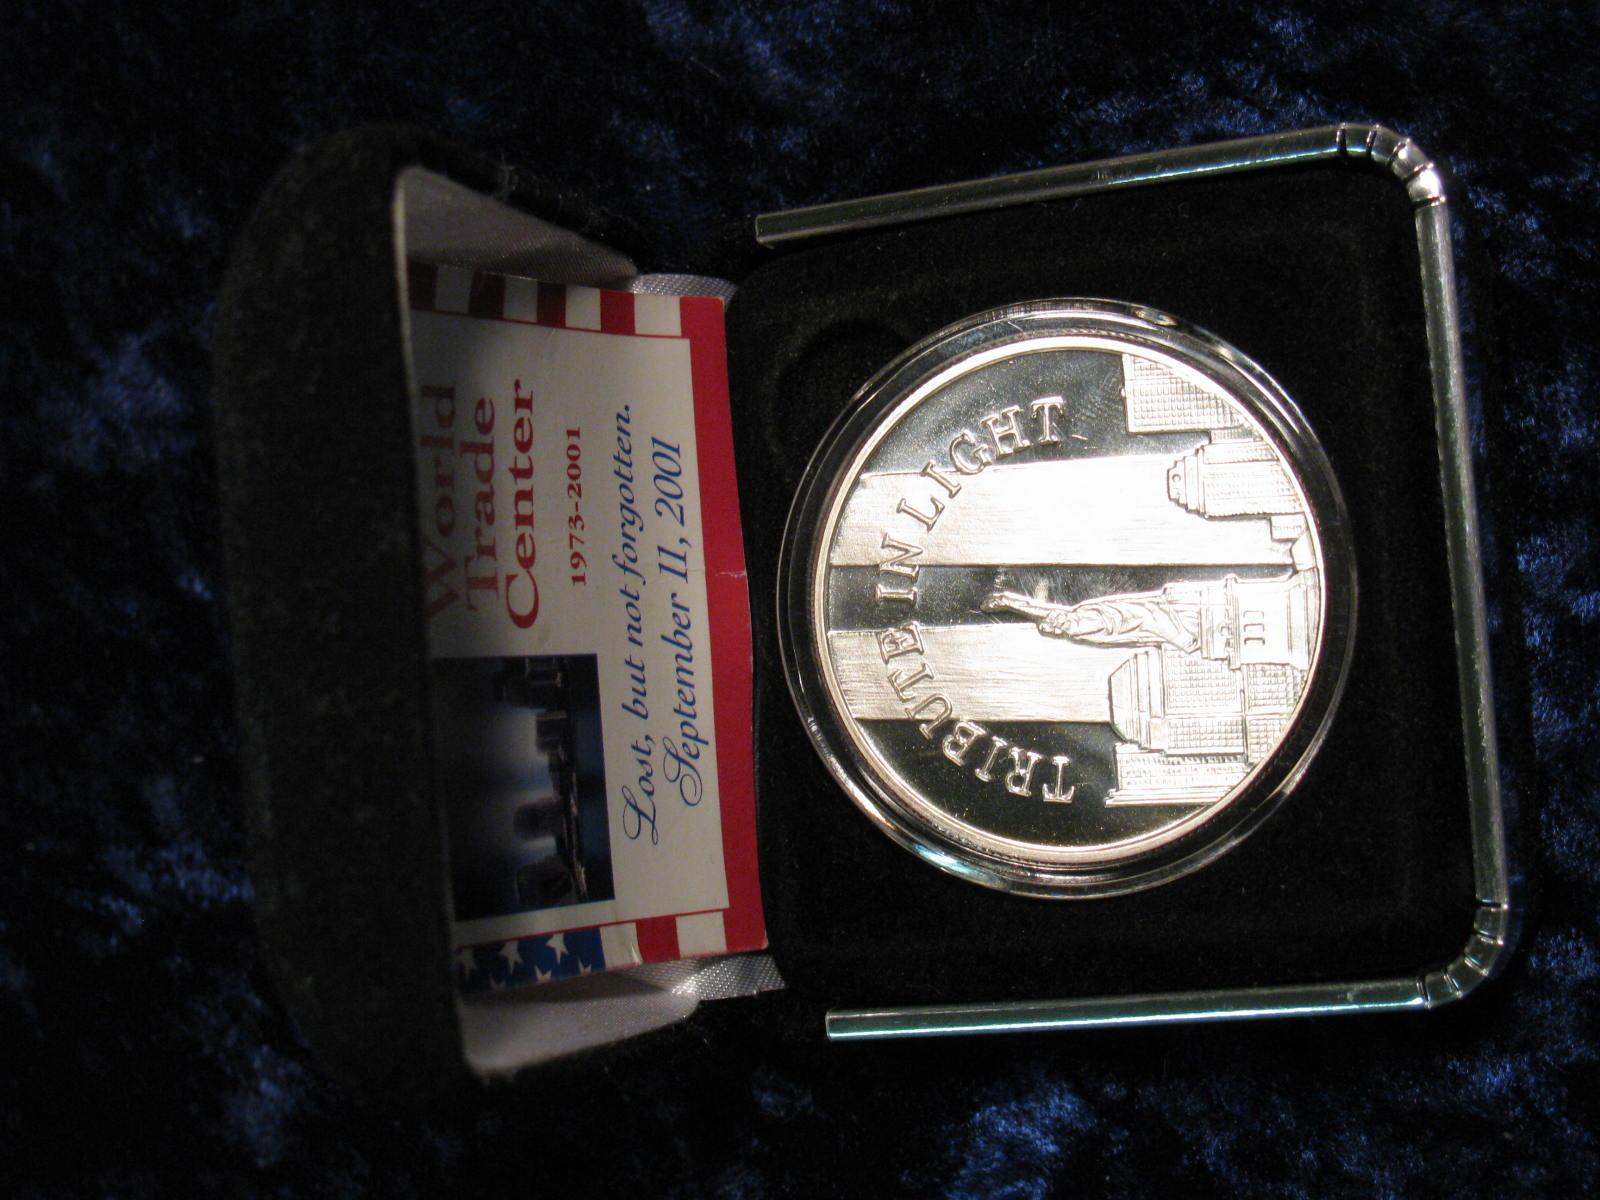 World
Trade
Center
1973-2001
Lost, but not forgotten.
September 11, 2001
TRIBUTE IN LIGHT